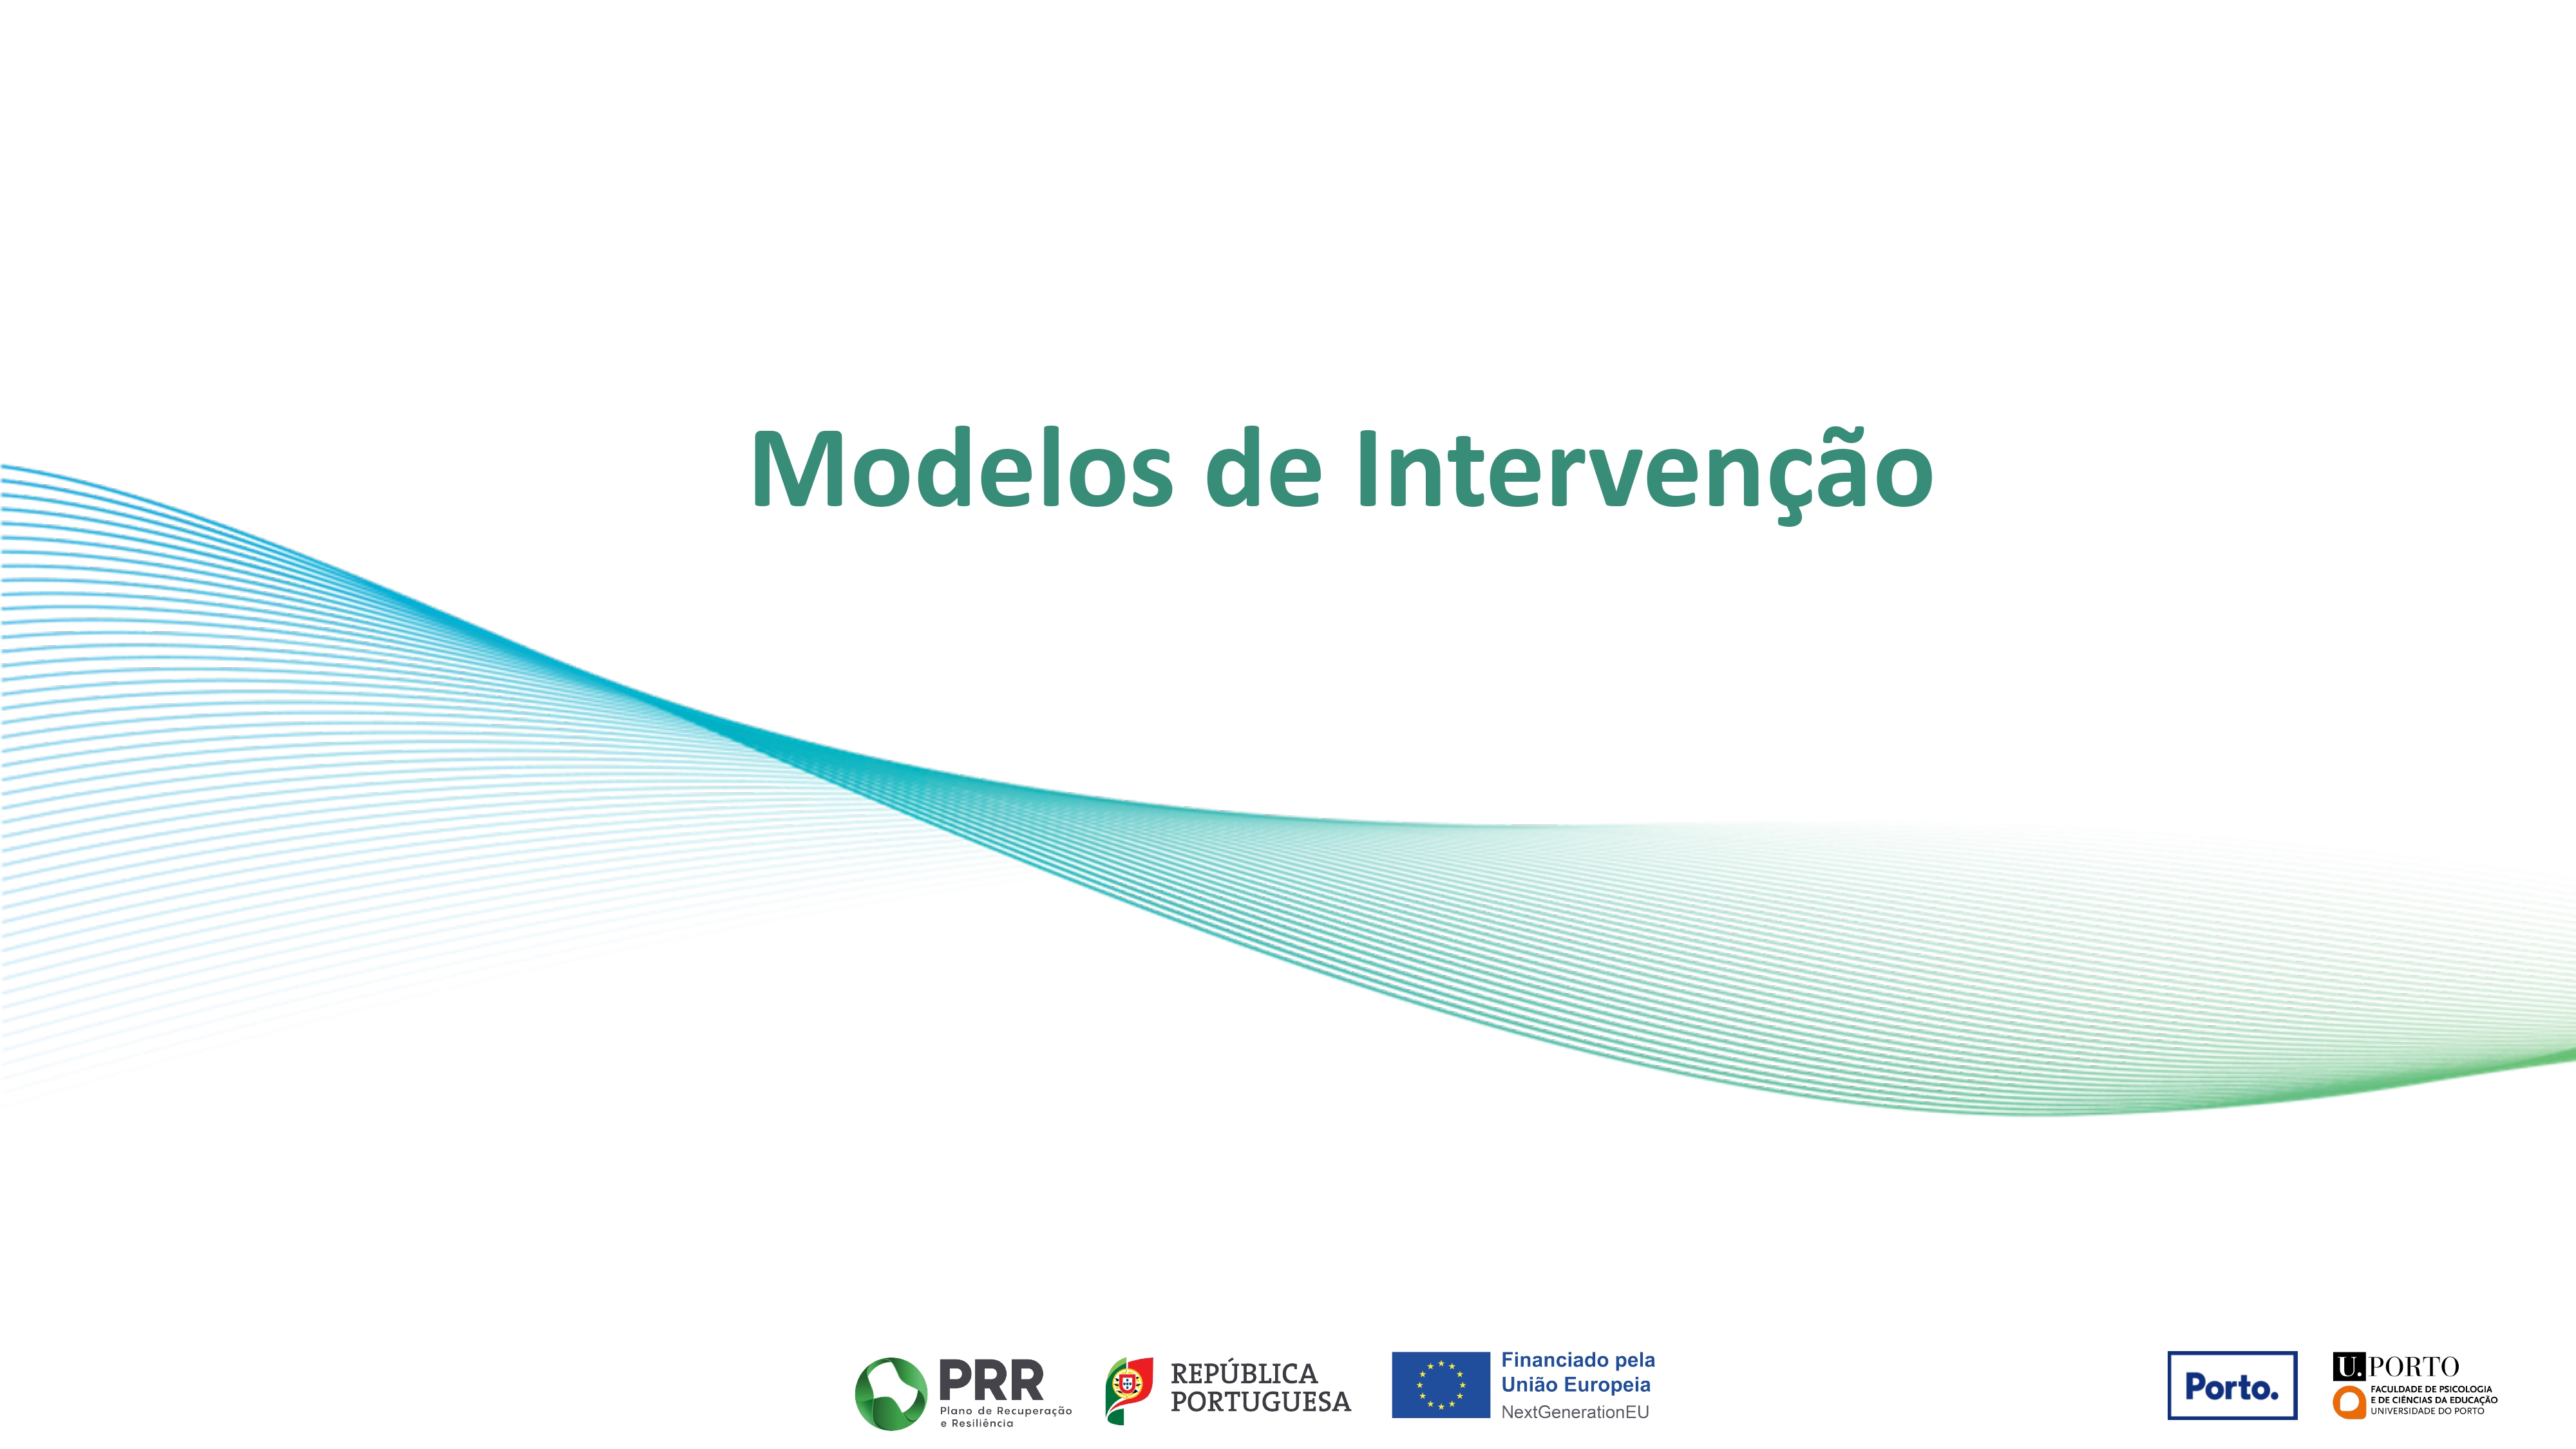 Modelos de Intervenção
PRR
Plano de Recuperação
e Resiliência
REPÚBLICA
PORTUGUESA
Financiado pela
União Europeia
NextGenerationEU
Porto.
U.PORTO
FACULDADE DE PSICOLOGIA
E DE CIÊNCIAS DA EDUCAÇÃO
UNIVERSIDADE DO PORTO